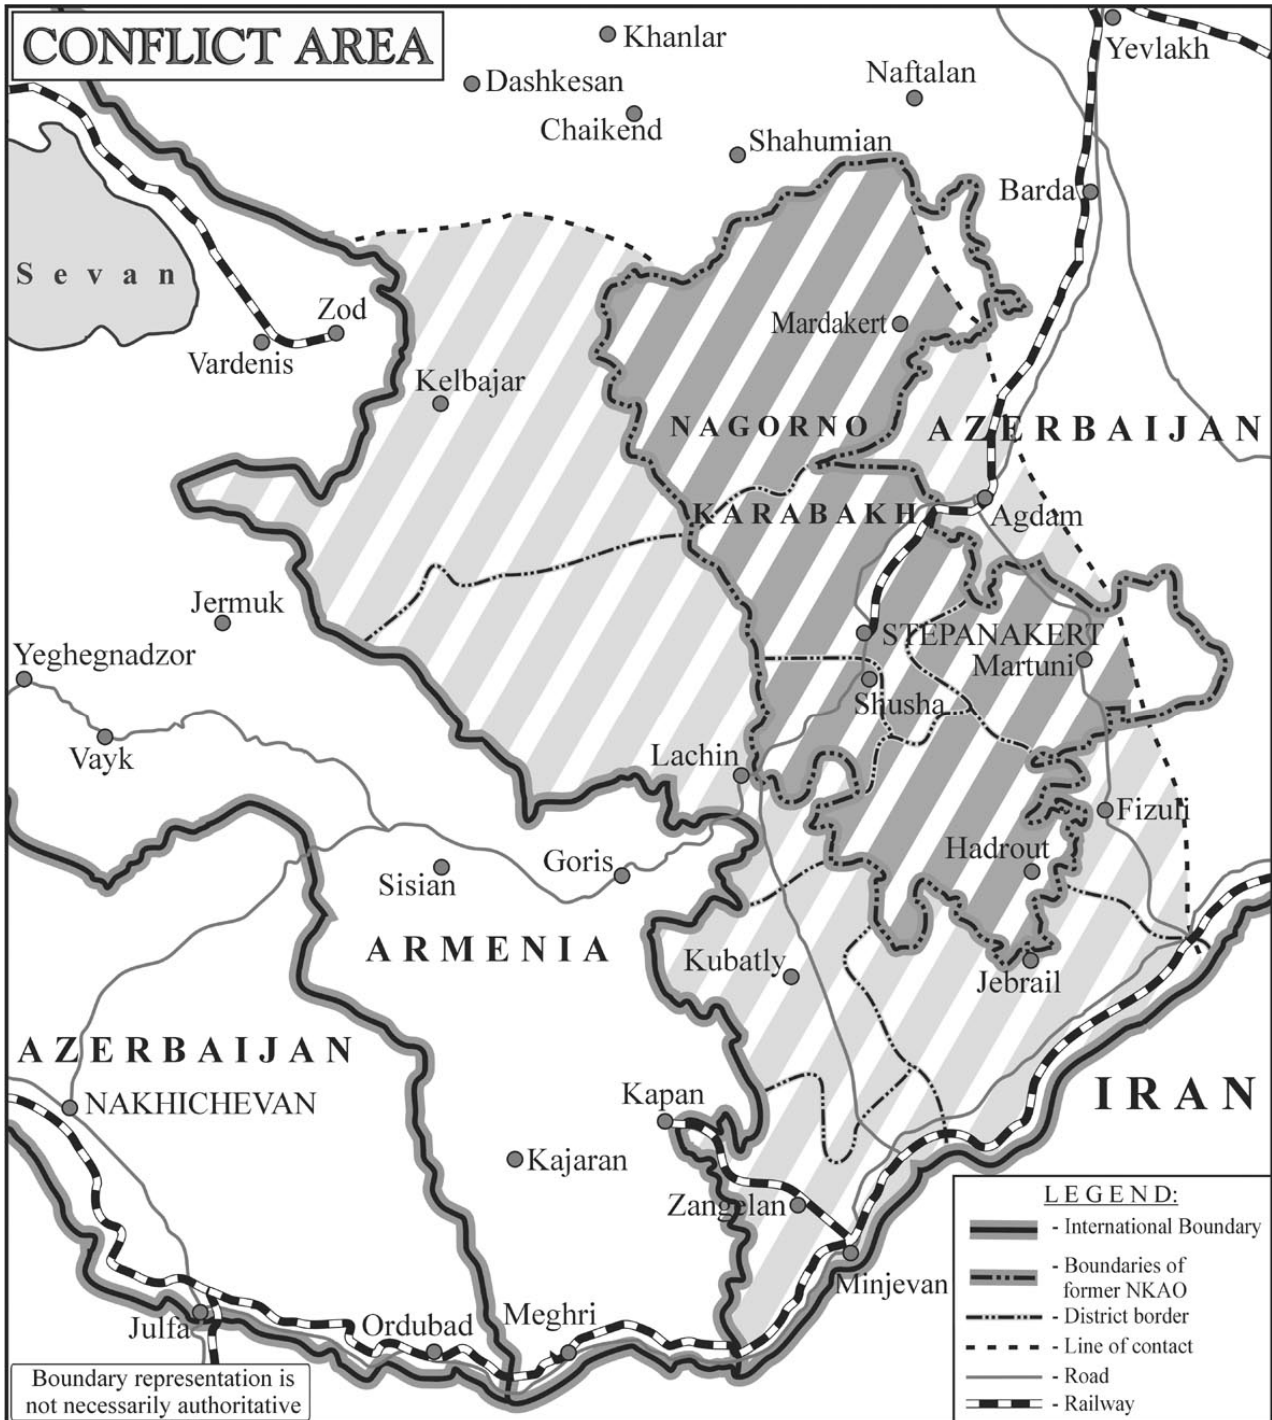 CONFLICT AREA
Khanlar
Yevlakh
Dashkesan
Naftalan
Chaikend
Shahumian
Barda
Sevan
Zod
Mardakert
Vardenis
Kelbajar
NAGORNO
AZERBAIJAN
KARABAKH
Agdam
Jermuk
STEPANAKERT
Yeghegnadzor
Martuni
Shusha
Vayk
Lachin
Fizuli
Hadrout
Goris
Sisian
ARMENIA
Kubatly
Jebrail
AZERBAIJAN
IRAN
Kapan
NAKHICHEVAN
Kajaran
Zangelan
Minjevan
Meghri
Ordubad
Julfa
Boundary representation is
not necessarily authoritative
LEGEND:
- International Boundary
- Boundaries of
former NKAO
- District border
- Line of contact
- Road
- Railway